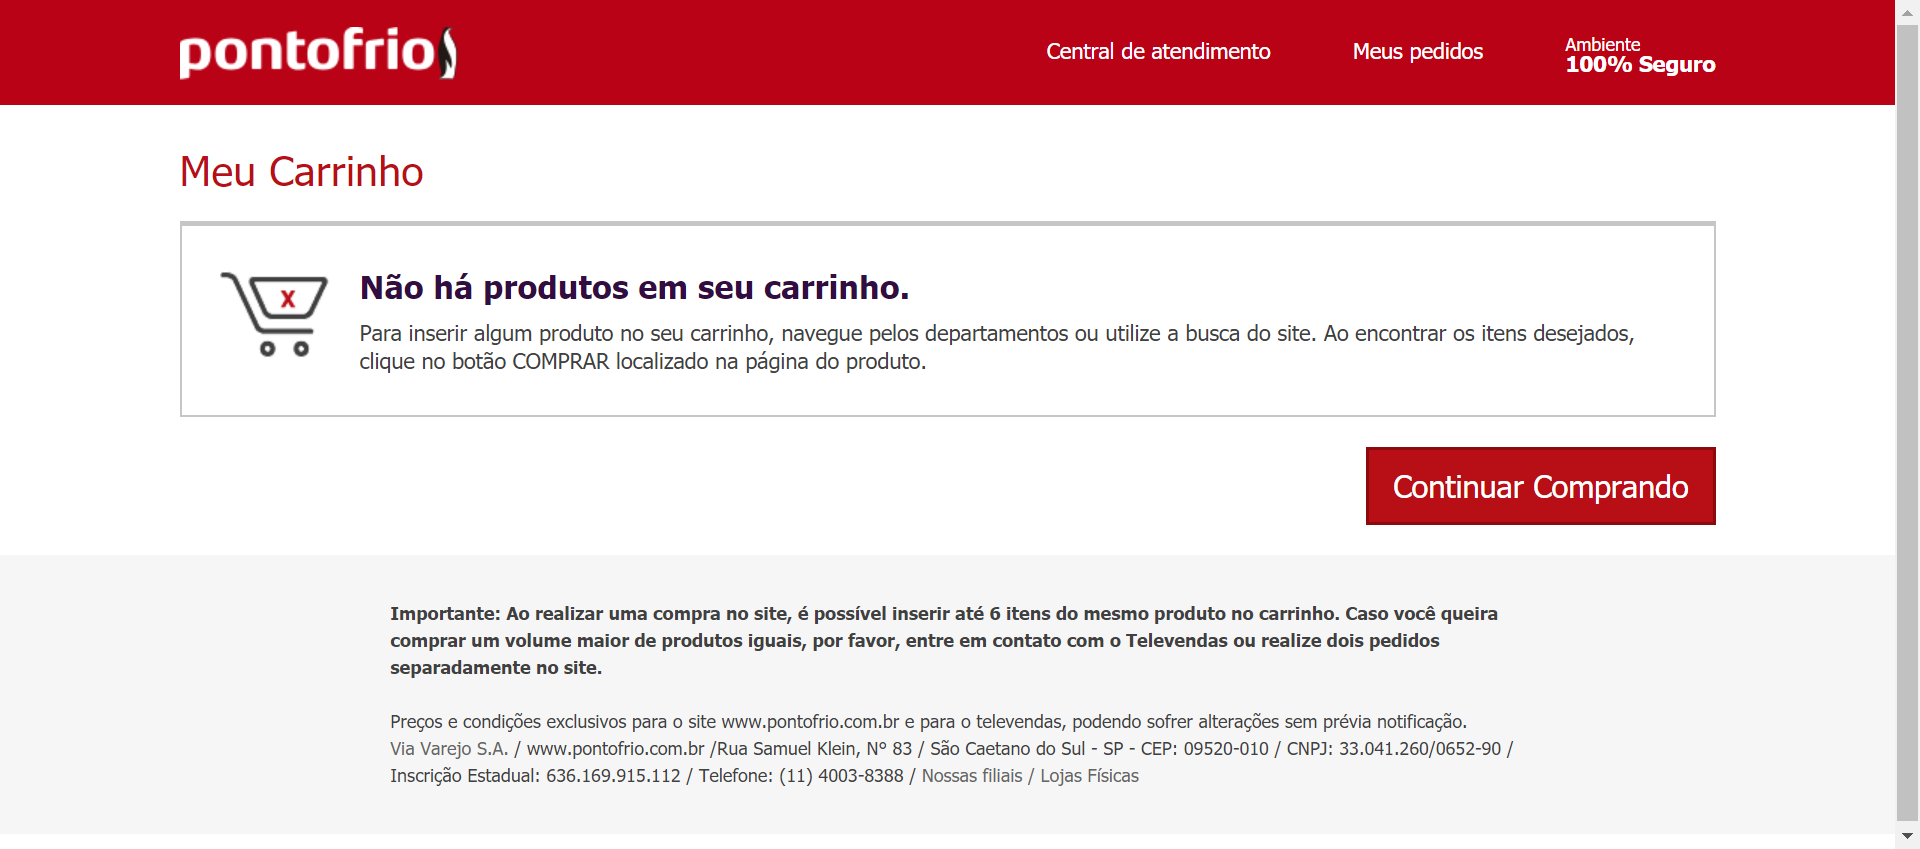 pontofrio
Central de atendimento
Meus pedidos
Ambiente
100% Seguro
Meu Carrinho
X
Não há produtos em seu carrinho.
Para inserir algum produto no seu carrinho, navegue pelos departamentos ou utilize a busca do site. Ao encontrar os itens desejados,
clique no botão COMPRAR localizado na página do produto.
Continuar Comprando
Importante: Ao realizar uma compra no site, é possível inserir até 6 itens do mesmo produto no carrinho. Caso você queira
comprar um volume maior de produtos iguais, por favor, entre em contato com o Televendas ou realize dois pedidos
separadamente no site.
Preços e condições exclusivos para o site www.pontofrio.com.br e para o televendas, podendo sofrer alterações sem prévia notificação.
Via Varejo S.A. / www.pontofrio.com.br /Rua Samuel Klein, N° 83 / São Caetano do Sul - SP - CEP: 09520-010 / CNPJ: 33.041.260/0652-90 /
Inscrição Estadual: 636.169.915.112 / Telefone: (11) 4003-8388 / Nossas filiais / Lojas Físicas